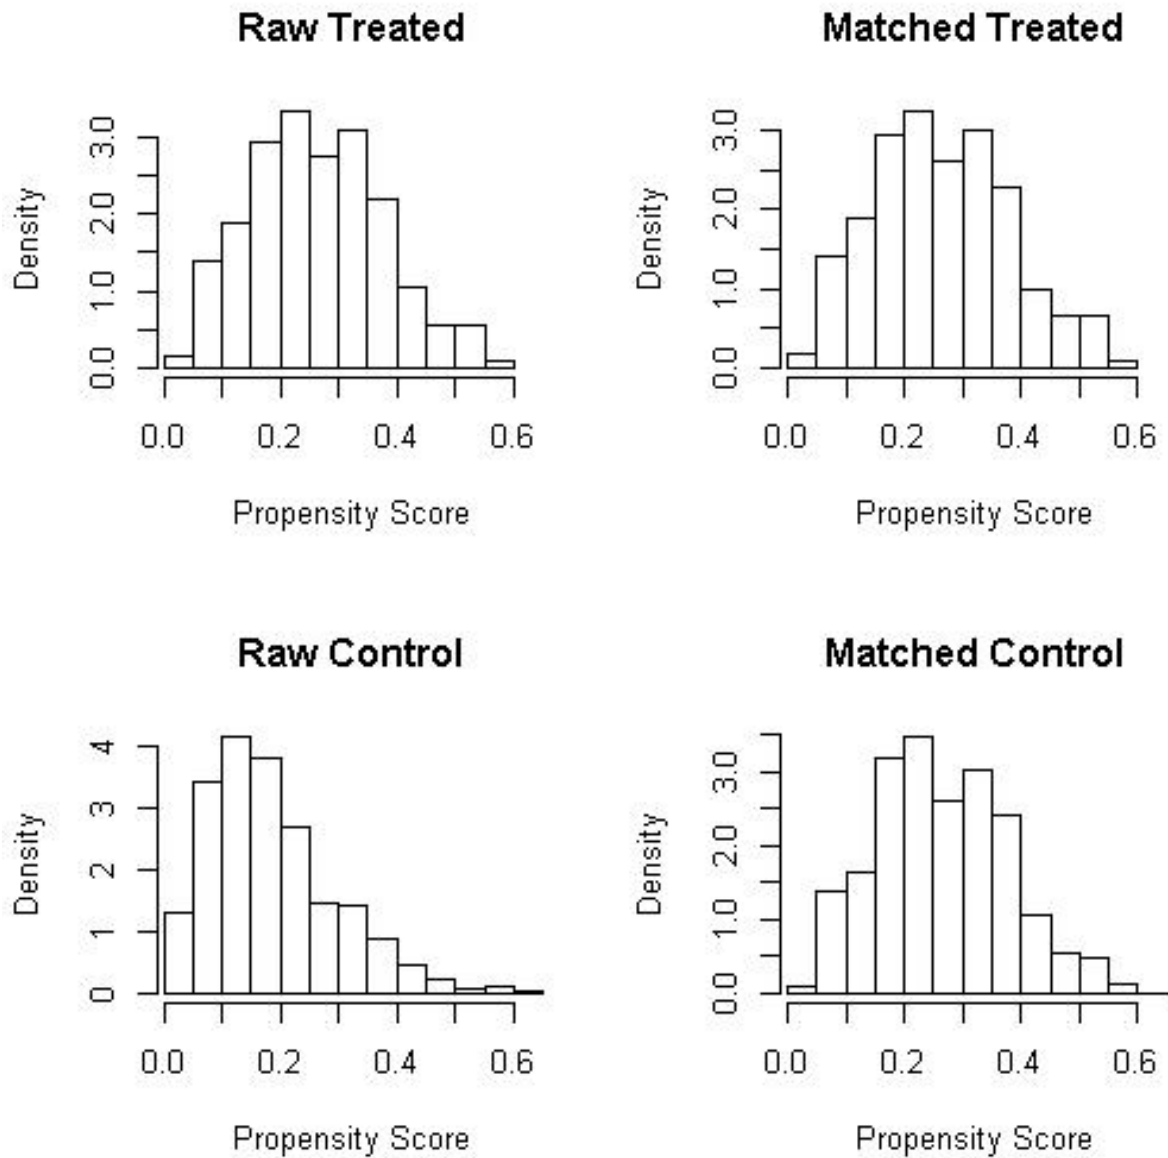 Raw Treated
Density
0.0 1.0 2.0 3.0
0.0 0.2 0.4 0.6
Propensity Score
Matched Treated
Density
0.0 1.0 2.0 3.0
0.0 0.2 0.4 0.6
Propensity Score
Raw Control
Density
0 1 2 3 4
0.0 0.2 0.4 0.6
Propensity Score
Matched Control
Density
0.0 1.0 2.0 3.0
0.0 0.2 0.4 0.6
Propensity Score